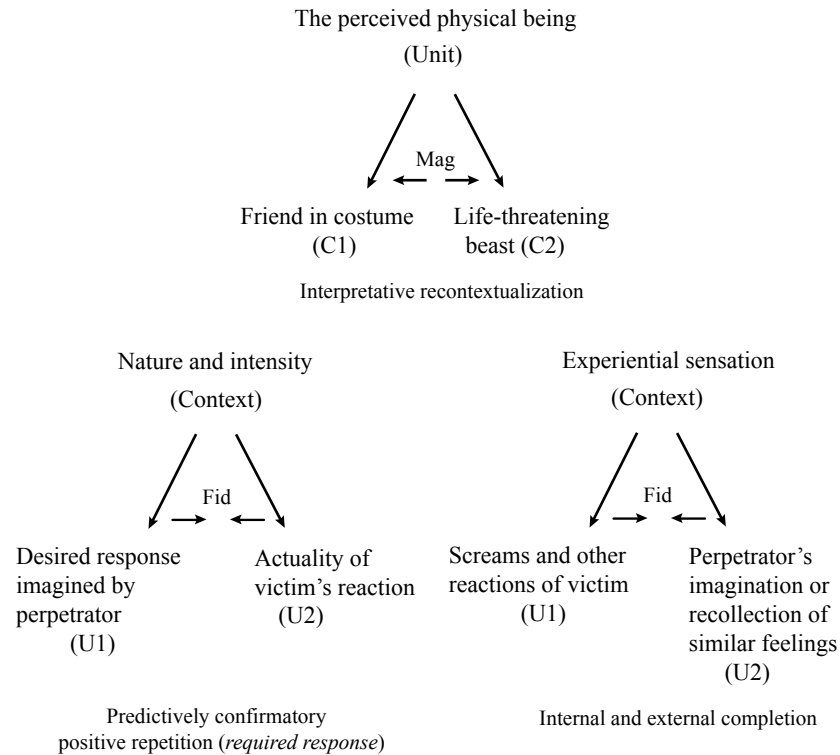 The perceived physical being
(Unit)
Mag
Friend in costume
(C1)
Life-threatening
beast (C2)
Interpretative recontextualization
Nature and intensity
(Context)
Fid
Desired response
imagined by
perpetrator
(U1)
Actuality of
victim's reaction
(U2)
Predictively confirmatory
positive repetition (required response)
Experiential sensation
(Context)
Fid
Screams and other
reactions of victim
(U1)
Perpetrator's
imagination or
recollection of
similar feelings
(U2)
Internal and external completion